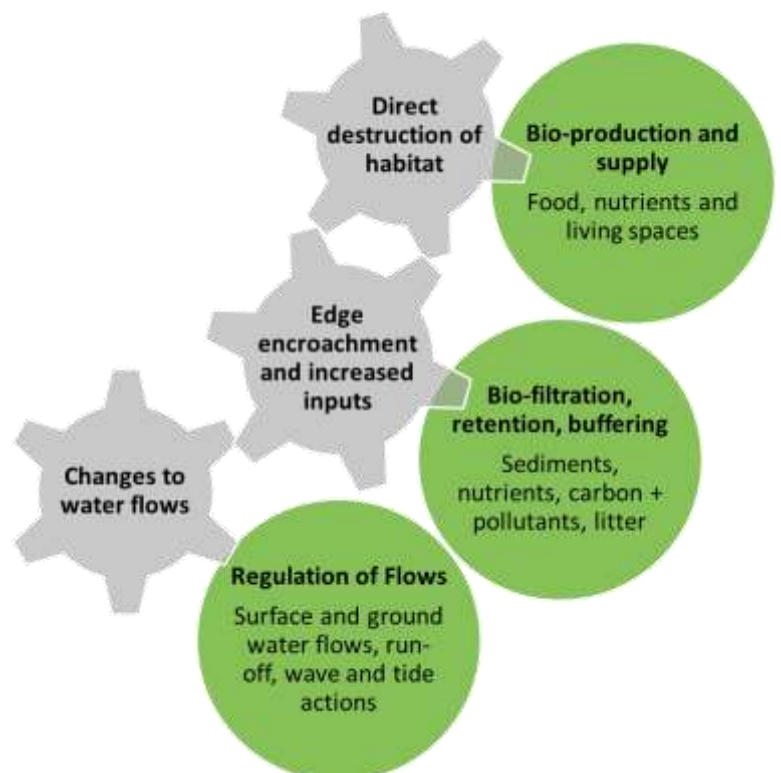 Direct
destruction of
habitat
Bio-production and
supply
Food, nutrients and
living spaces
Edge
encroachment
and increased
inputs
Bio-filtration,
retention, buffering
Sediments,
nutrients, carbon +
pollutants, litter
Changes to
water flows
Regulation of Flows
Surface and ground
water flows, run-
off, wave and tide
actions